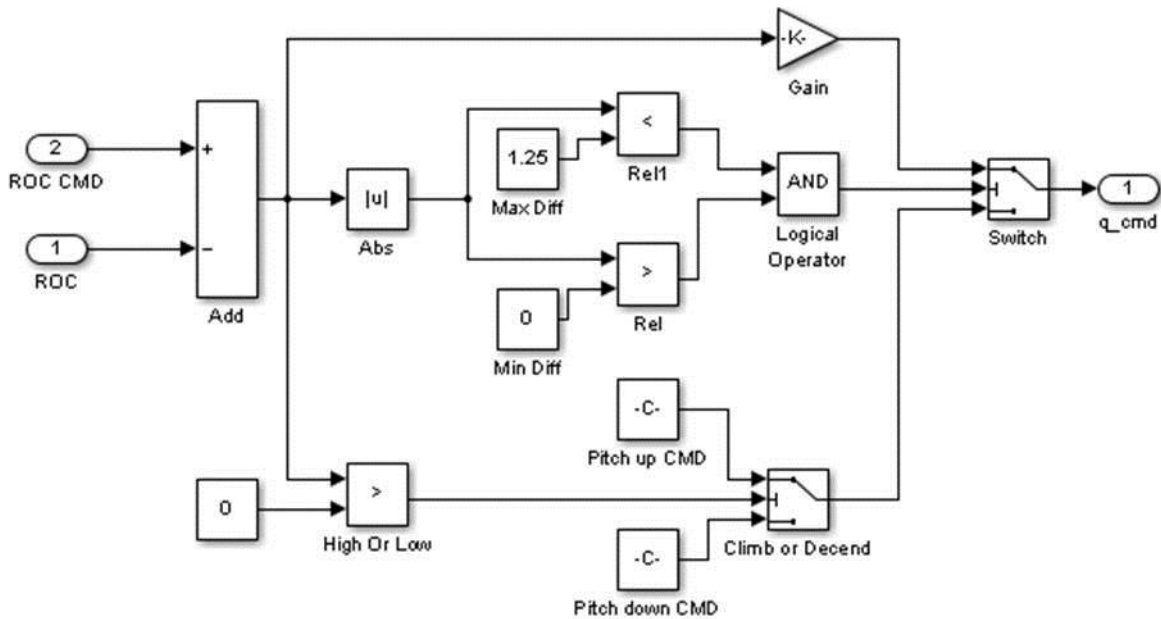 -K-
Gain
2
ROC CMD
1
ROC
+
−
Add
|u|
Abs
1.25
Max Diff
<
Rel1
0
Min Diff
>
Rel
AND
Logical
Operator
Switch
1
q_cmd
-C-
Pitch up CMD
0
>
High Or Low
Climb or Decend
-C-
Pitch down CMD